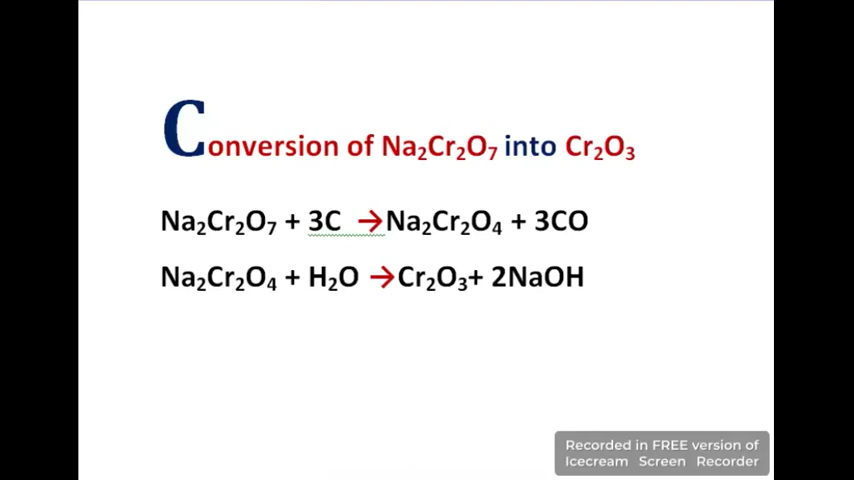 Conversion of Na₂Cr₂O₇ into Cr₂O₃
Na₂Cr₂O₇ + 3C →Na₂Cr₂O₄ + 3CO
Na₂Cr₂O₄ + H₂O →Cr₂O₃+ 2NaOH
Recorded in FREE version of
Icecream Screen Recorder